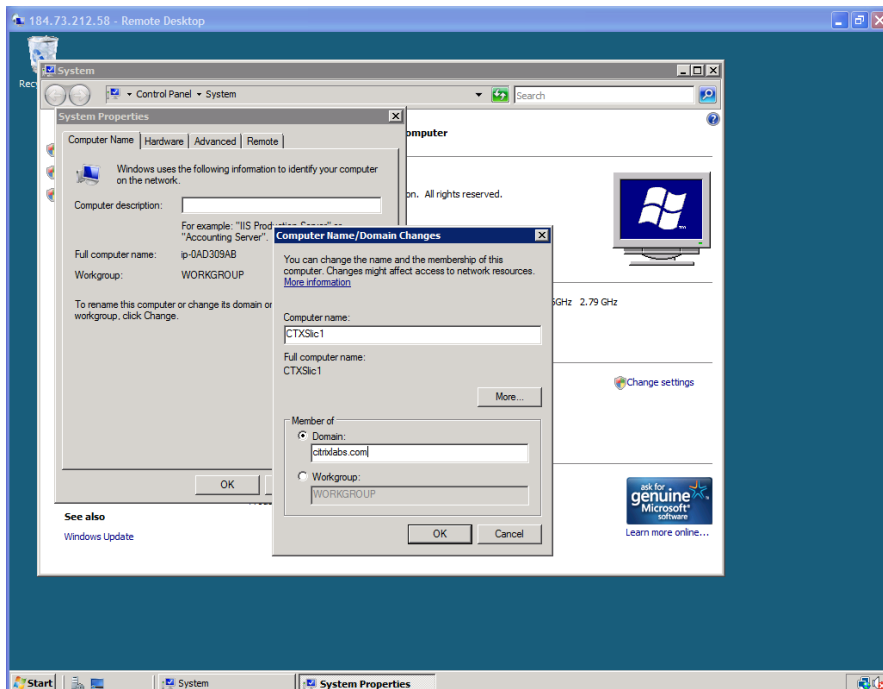 184.73.212.58 - Remote Desktop
System
Control Panel
System
Search
System Properties
Computer Name
Hardware
Advanced
Remote
Windows uses the following information to identify your computer
on the network.
Computer description:
For example: "IIS Production Server" or
"Accounting Server".
Full computer name:
ip-0AD309AB
Workgroup:
WORKGROUP
To rename this computer or change its domain or
workgroup, click Change.
OK
See also
Windows Update
All rights reserved.
2.79 GHz
Change settings
ask for
genuine
Microsoft®
software
Learn more online...
Computer Name/Domain Changes
You can change the name and the membership of this
computer. Changes might affect access to network resources.
More information
Computer name:
CTXSlic1
Full computer name:
CTXSlic1
More...
Member of
Domain:
citrixlabs.com
Workgroup:
WORKGROUP
OK
Cancel
Start
System
System Properties